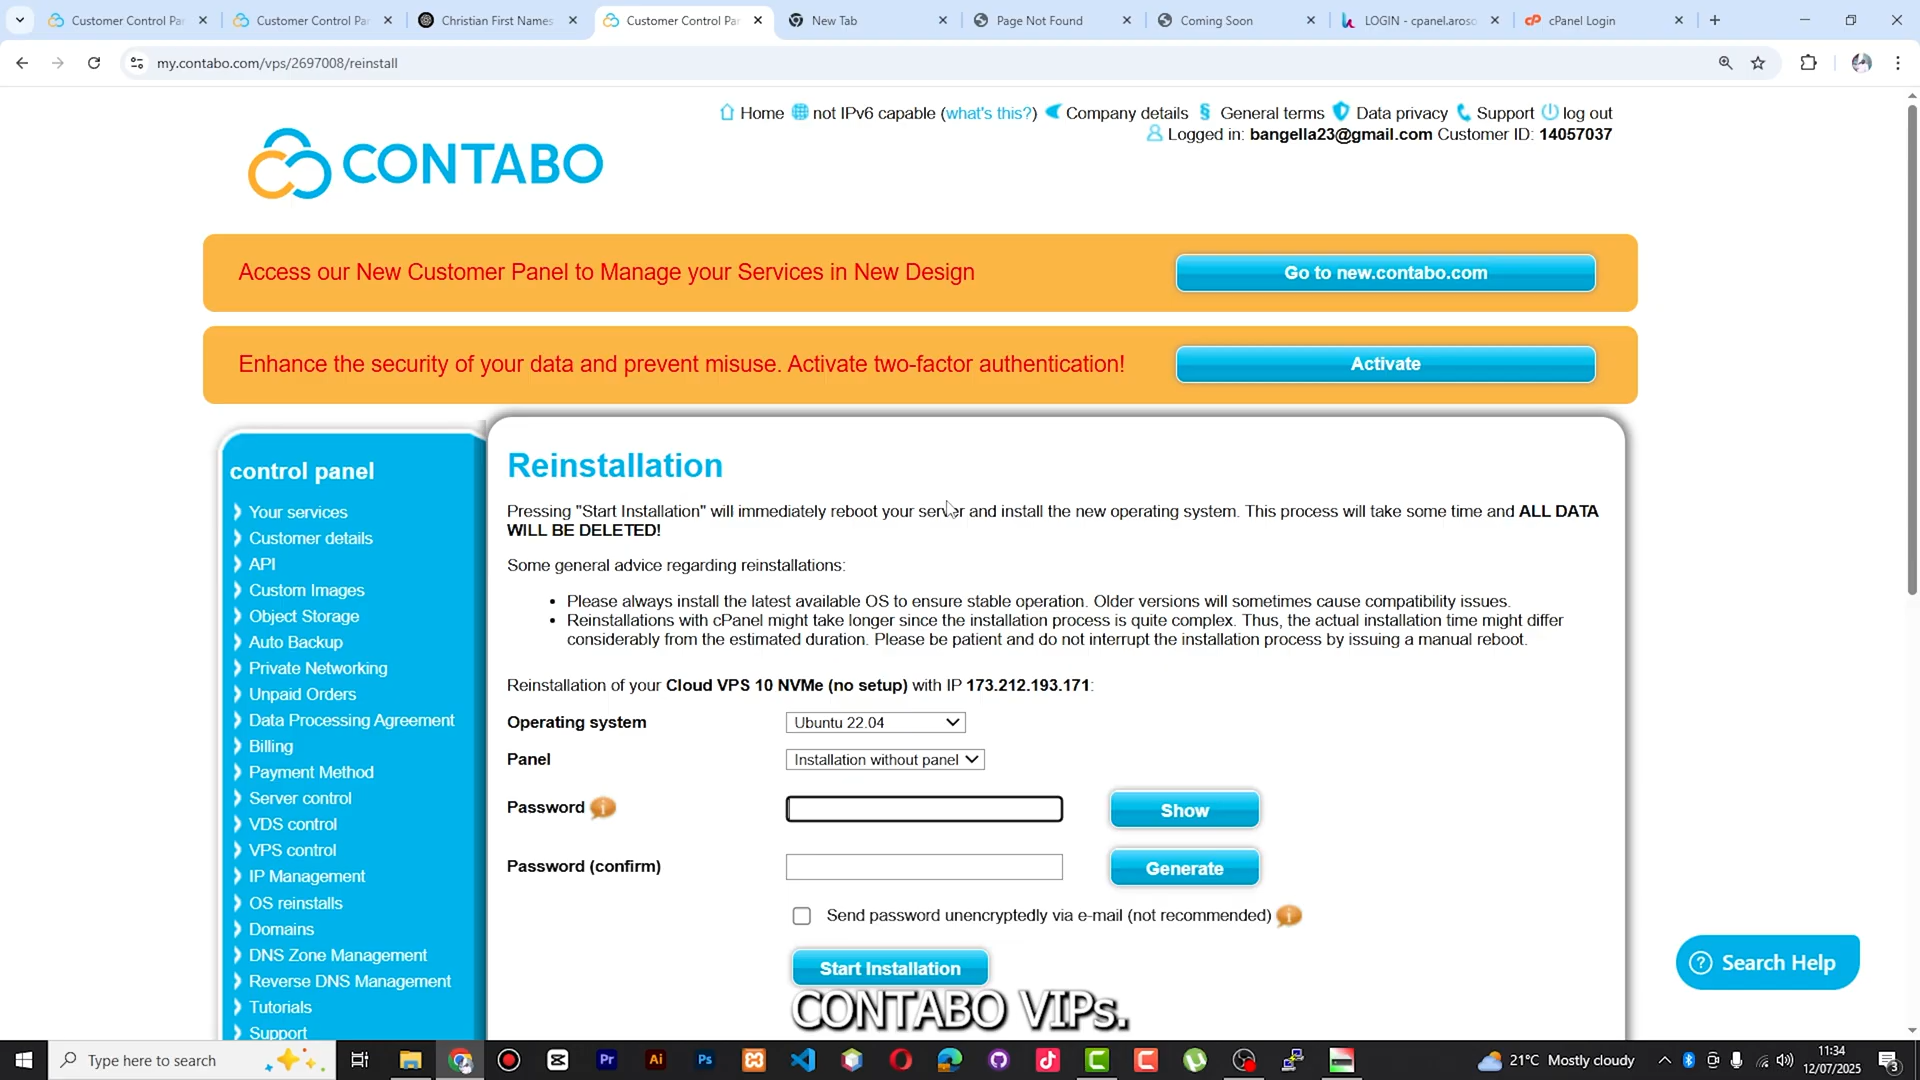 Customer Control Pa
Customer Control Pa
Christian First Names
Customer Control Pa
New Tab
Page Not Found
Coming Soon
LOGIN - cpanel.aroso
cPanel Login
my.contabo.com/vps/2697008/reinstall
Home not IPv6 capable (what's this?) Company details § General terms Data privacy Support log out
Logged in: bangella23@gmail.com Customer ID: 14057037
CONTABO
Access our New Customer Panel to Manage your Services in New Design
Go to new.contabo.com
Enhance the security of your data and prevent misuse. Activate two-factor authentication!
Activate
control panel
Your services
Customer details
API
Custom Images
Object Storage
Auto Backup
Private Networking
Unpaid Orders
Data Processing Agreement
Billing
Payment Method
Server control
VDS control
VPS control
IP Management
OS reinstalls
Domains
DNS Zone Management
Reverse DNS Management
Tutorials
Support
Reinstallation
Pressing "Start Installation" will immediately reboot your server and install the new operating system. This process will take some time and ALL DATA
WILL BE DELETED!
Some general advice regarding reinstallations:
• Please always install the latest available OS to ensure stable operation. Older versions will sometimes cause compatibility issues.
• Reinstallations with cPanel might take longer since the installation process is quite complex. Thus, the actual installation time might differ
considerably from the estimated duration. Please be patient and do not interrupt the installation process by issuing a manual reboot.
Reinstallation of your Cloud VPS 10 NVMe (no setup) with IP 173.212.193.171:
Operating system Ubuntu 22.04
Panel Installation without panel
Password i Show
Password (confirm) Generate
Send password unencryptedly via e-mail (not recommended) i
Start Installation
? Search Help
CONTABO VIPs.
Type here to search
Pr
Ai
Ps
21°C Mostly cloudy
11:34
12/07/2025
3